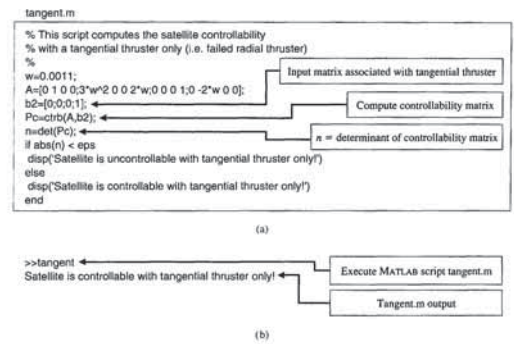 tangent.m
% This script computes the satellite controllability
% with a tangential thruster only (i.e. failed radial thruster)
%
w=0.0011;
A=[0 1 0 0;3*w^2 0 0 2*w;0 0 0 1;0 -2*w 0 0];
Input matrix associated with tangential thruster
b2=[0;0;0;1];
Compute controllability matrix
Pc=ctrb(A,b2);
n=det(Pc);
n = determinant of controllability matrix
if abs(n) < eps
disp('Satellite is uncontrollable with tangential thruster only!')
else
disp('Satellite is controllable with tangential thruster only!')
end
(a)
>>tangent
Execute MATLAB script tangent.m
Satellite is controllable with tangential thruster only!
Tangent.m output
(b)